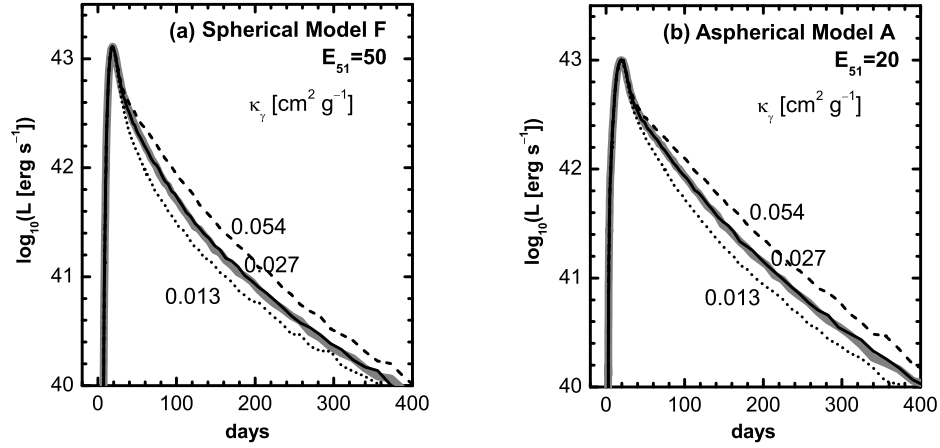 (a) Spherical Model F
E₅₁=50
κᵧ [cm² g⁻¹]
0.054
0.027
0.013
log₁₀(L [erg s⁻¹])
43
42
41
40
0 100 200 300 400
days
(b) Aspherical Model A
E₅₁=20
κᵧ [cm² g⁻¹]
0.054
0.027
0.013
log₁₀(L [erg s⁻¹])
43
42
41
40
0 100 200 300 400
days